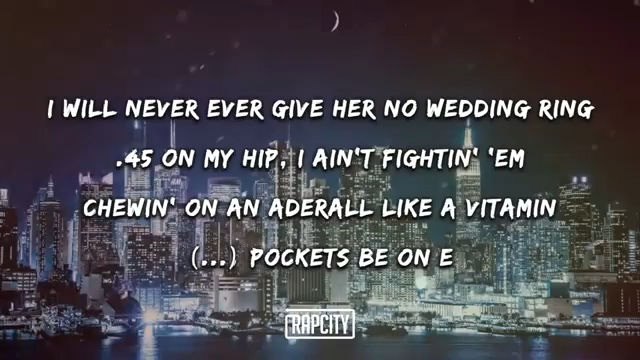 I WILL NEVER EVER GIVE HER NO WEDDING RING
.45 ON MY HIP, I AIN'T FIGHTIN' 'EM
CHEWIN' ON AN ADERALL LIKE A VITAMIN
(...) POCKETS BE ON E
RAPCITY